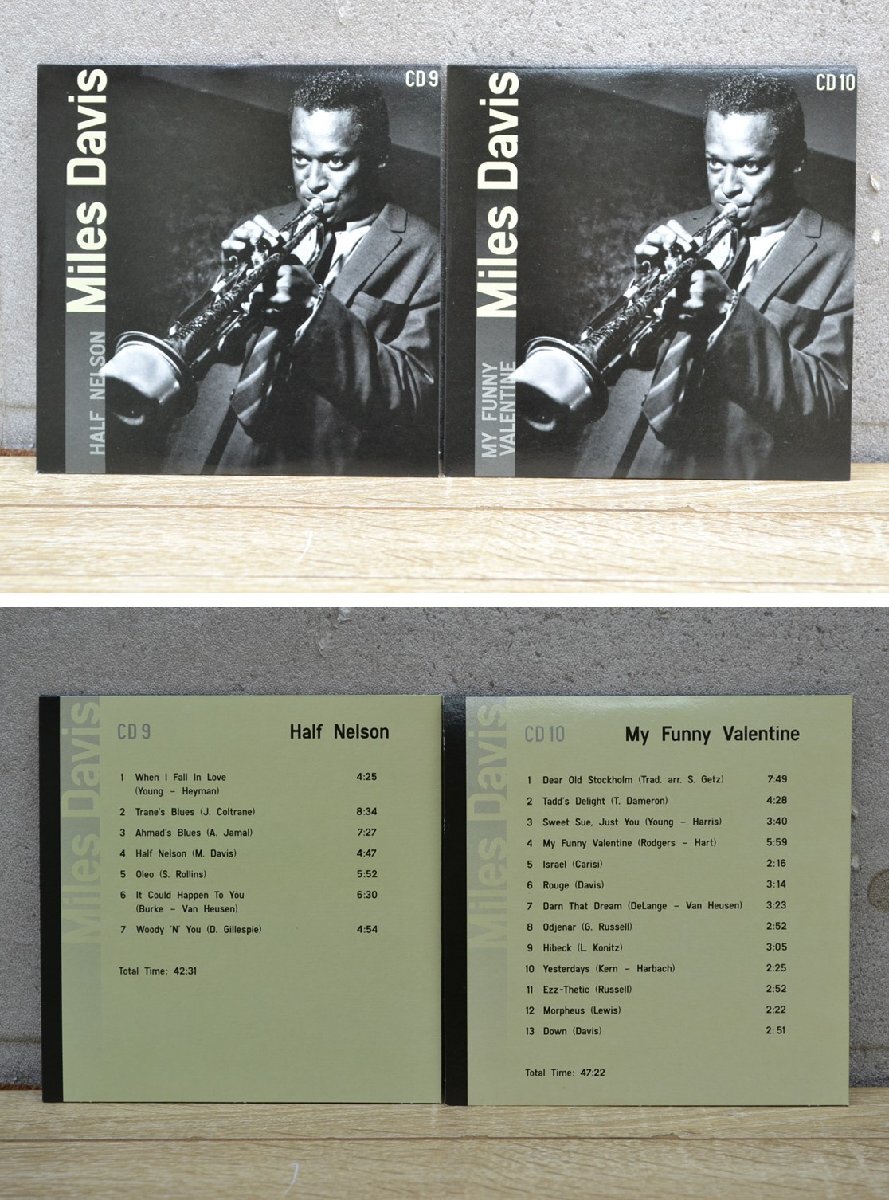 CD 9
Miles Davis
HALF NELSON
CD 10
Miles Davis
MY FUNNY
VALENTINE
Miles Davis
CD 9
Half Nelson
1 When I Fall In Love 4:25
(Young – Heyman)
2 Trane's Blues (J. Coltrane) 8:34
3 Ahmad's Blues (A. Jamal) 7:27
4 Half Nelson (M. Davis) 4:47
5 Oleo (S. Rollins) 5:52
6 It Could Happen To You 6:30
(Burke – Van Heusen)
7 Woody 'N' You (D. Gillespie) 4:54
Total Time: 42:31
Miles Davis
CD 10
My Funny Valentine
1 Dear Old Stockholm (Trad. arr. S. Getz) 7:49
2 Tadd's Delight (T. Dameron) 4:28
3 Sweet Sue, Just You (Young – Harris) 3:40
4 My Funny Valentine (Rodgers – Hart) 5:59
5 Israel (Carisi) 2:16
6 Rouge (Davis) 3:14
7 Darn That Dream (DeLange – Van Heusen) 3:23
8 Odjenar (G. Russell) 2:52
9 Hibeck (L. Konitz) 3:05
10 Yesterdays (Kern – Harbach) 2:25
11 Ezz-Thetic (Russell) 2:52
12 Morpheus (Lewis) 2:22
13 Down (Davis) 2:51
Total Time: 47:22